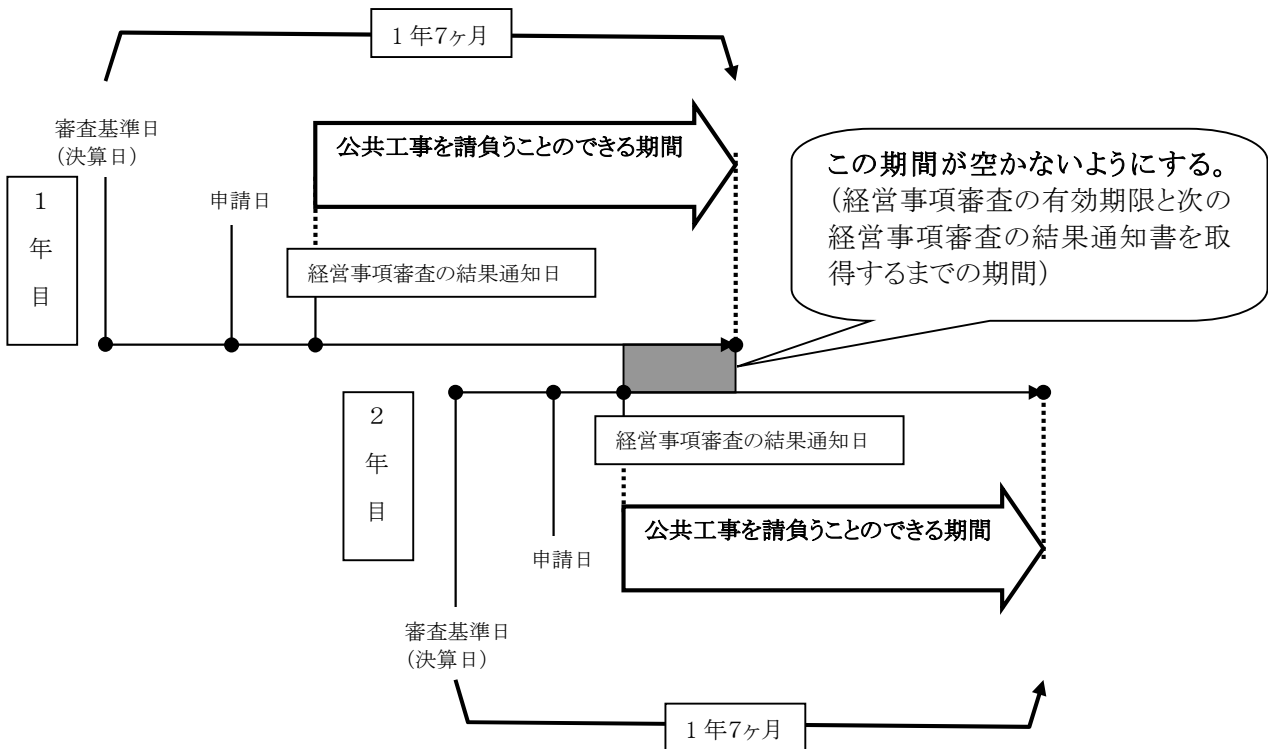 1年7ヶ月
審査基準日
(決算日)
公共工事を請負うことのできる期間
この期間が空かないようにする。
(経営事項審査の有効期限と次の
経営事項審査の結果通知書を取
得するまでの期間)
1
年
目
申請日
経営事項審査の結果通知日
2
年
目
経営事項審査の結果通知日
公共工事を請負うことのできる期間
申請日
審査基準日
(決算日)
1年7ヶ月